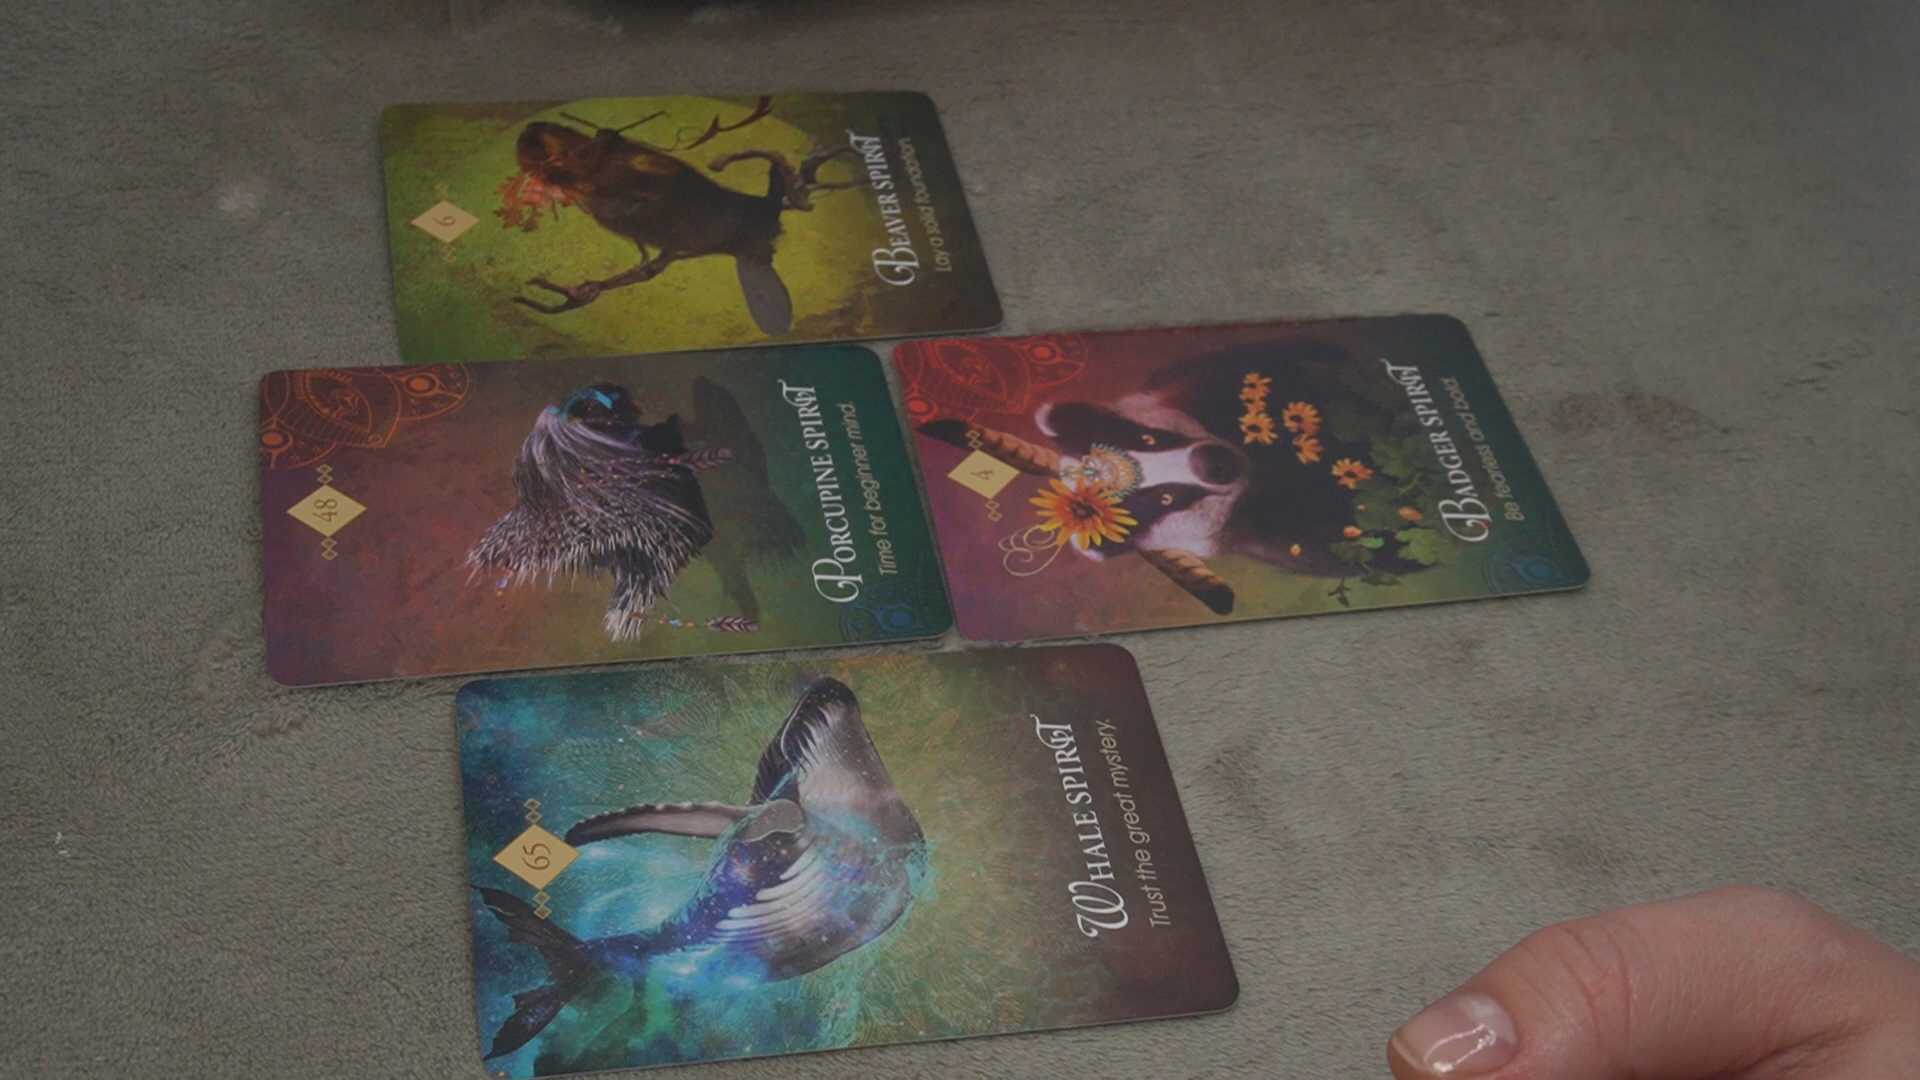 6
BEAVER SPIRIT
Lay a solid foundation.
48
PORCUPINE SPIRIT
Time for beginner mind.
4
BADGER SPIRIT
Be fearless and bold.
65
WHALE SPIRIT
Trust the great mystery.